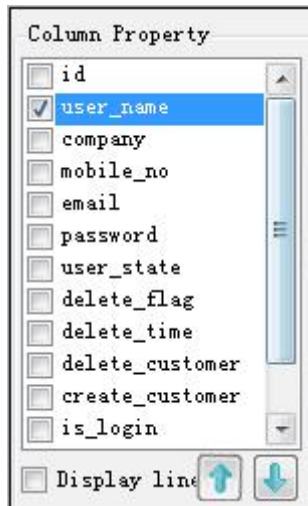 Column Property
id
user_name
company
mobile_no
email
password
user_state
delete_flag
delete_time
delete_customer
create_customer
is_login
Display line